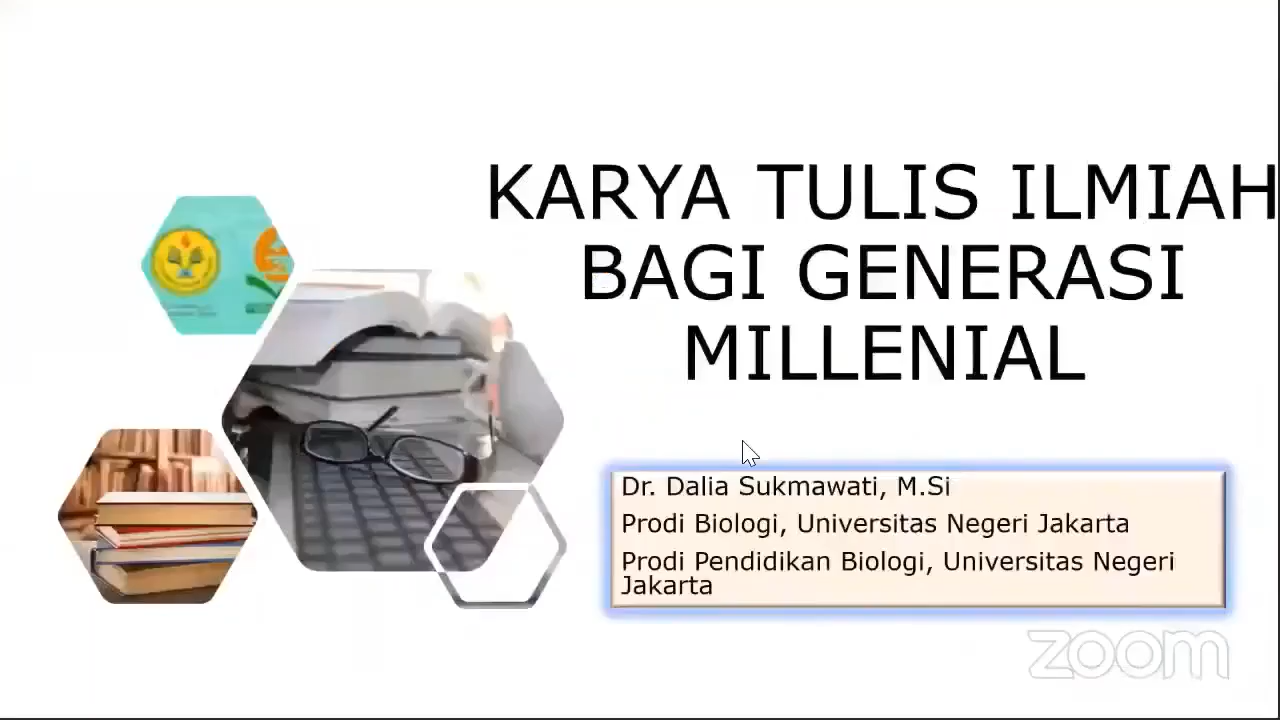 KARYA TULIS ILMIAH
BAGI GENERASI
MILLENIAL
Dr. Dalia Sukmawati, M.Si
Prodi Biologi, Universitas Negeri Jakarta
Prodi Pendidikan Biologi, Universitas Negeri
Jakarta
zoom